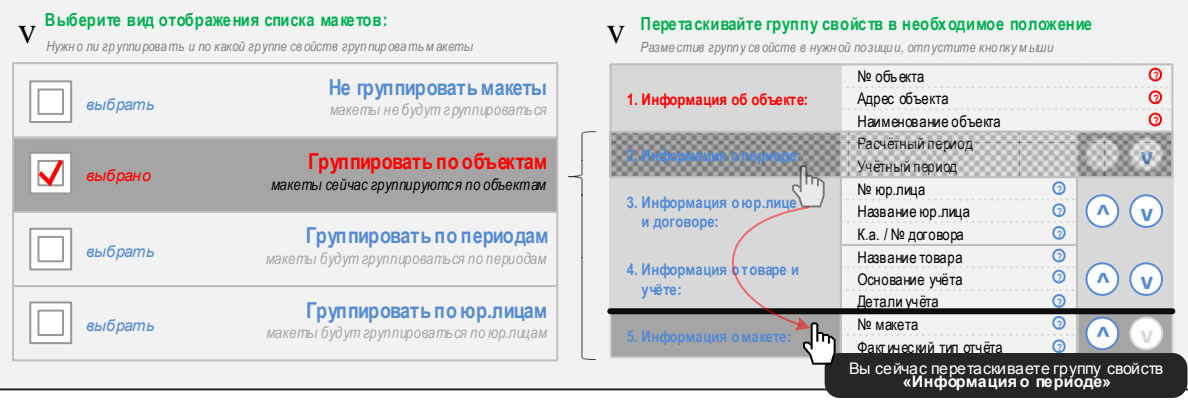 v Выберите вид отображения списка макетов:
Нужно ли группировать и по какой группе свойств группировать макеты
выбрать
Не группировать макеты
макеты не будут группироваться
выбрано
Группировать по объектам
макеты сейчас группируются по объектам
выбрать
Группировать по периодам
макеты будут группироваться по периодам
выбрать
Группировать по юр.лицам
макеты будут группироваться по юр.лицам
v Перетаскивайте группу свойств в необходимое положение
Разместив группу свойств в нужной позиции, отпустите кнопку мыши
1. Информация об объекте:
№ объекта ?
Адрес объекта ?
Наименование объекта ?
2. Информация о периоде:
Расчётный период
Учётный период
v
3. Информация о юр.лице
и договоре:
№ юр.лица ?
Название юр.лица ?
К.а. / № договора ?
^ v
4. Информация о товаре и
учёте:
Название товара ?
Основание учёта ?
Детали учёта ?
^ v
5. Информация о макете:
№ макета ?
Фактический тип отчёта ?
^ v
Вы сейчас перетаскиваете группу свойств
«Информация о периоде»